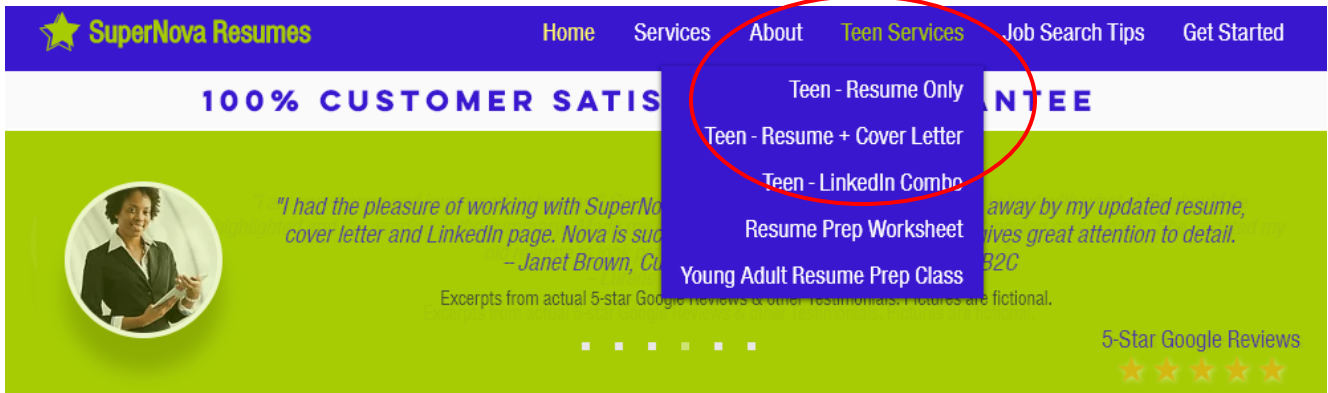 SuperNova Resumes
Home Services About Teen Services Job Search Tips Get Started
Teen - Resume Only
Teen - Resume + Cover Letter
Teen - LinkedIn Combo
Resume Prep Worksheet
Young Adult Resume Prep Class
100% CUSTOMER SATIS NTEE
"I had the pleasure of working with SuperNo away by my updated resume,
cover letter and LinkedIn page. Nova is suc gives great attention to detail.
– Janet Brown, Cu B2C
Excerpts from actual 5-star Google Reviews & other Testimonials. Pictures are fictional.
5-Star Google Reviews